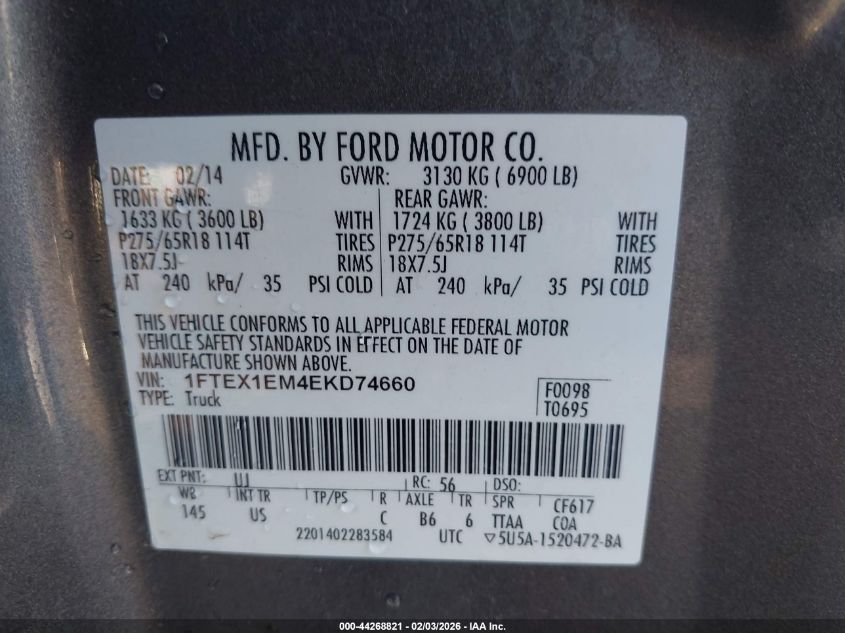 MFD. BY FORD MOTOR CO.
DATE: 02/14 GVWR: 3130 KG ( 6900 LB)
FRONT GAWR: REAR GAWR:
1633 KG ( 3600 LB) WITH 1724 KG ( 3800 LB) WITH
P275/65R18 114T TIRES P275/65R18 114T TIRES
18X7.5J RIMS 18X7.5J RIMS
AT 240 kPa/ 35 PSI COLD AT 240 kPa/ 35 PSI COLD
THIS VEHICLE CONFORMS TO ALL APPLICABLE FEDERAL MOTOR
VEHICLE SAFETY STANDARDS IN EFFECT ON THE DATE OF
MANUFACTURE SHOWN ABOVE.
VIN: 1FTEX1EM4EKD74660 F0098
TYPE: Truck T0695
EXT PNT: UJ RC: 56 DSO:
WB INT TR TP/PS R AXLE TR SPR CF617
145 US C B6 6 TTAA COA
2201402283584 UTC ▽5U5A-1520472-BA
000-44268821 | 02/03/2026 | IAA Inc.